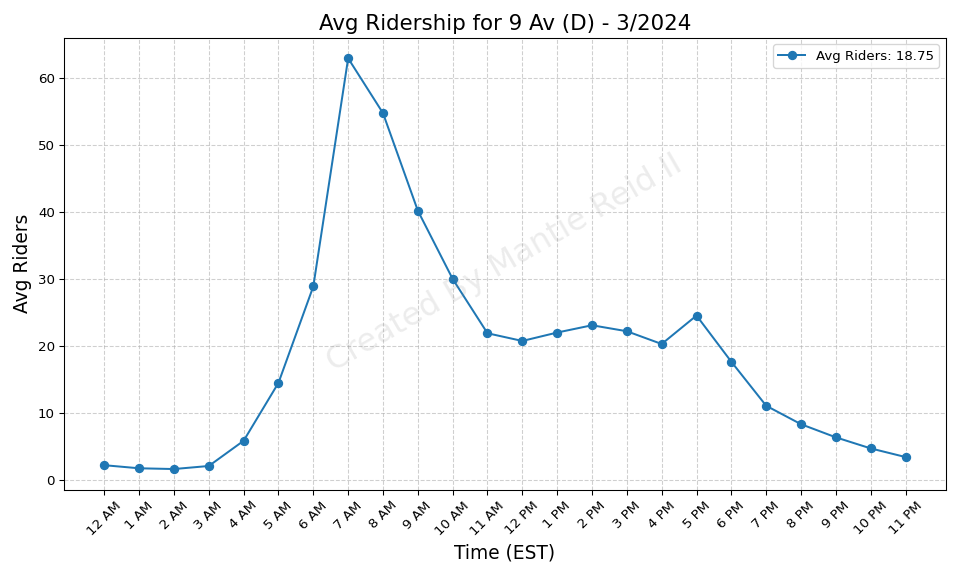 Avg Ridership for 9 Av (D) - 3/2024
Avg Riders: 18.75
Avg Riders
60
50
40
30
20
10
0
Created By Mantie Reid II
12 AM 1 AM 2 AM 3 AM 4 AM 5 AM 6 AM 7 AM 8 AM 9 AM 10 AM 11 AM 12 PM 1 PM 2 PM 3 PM 4 PM 5 PM 6 PM 7 PM 8 PM 9 PM 10 PM 11 PM
Time (EST)